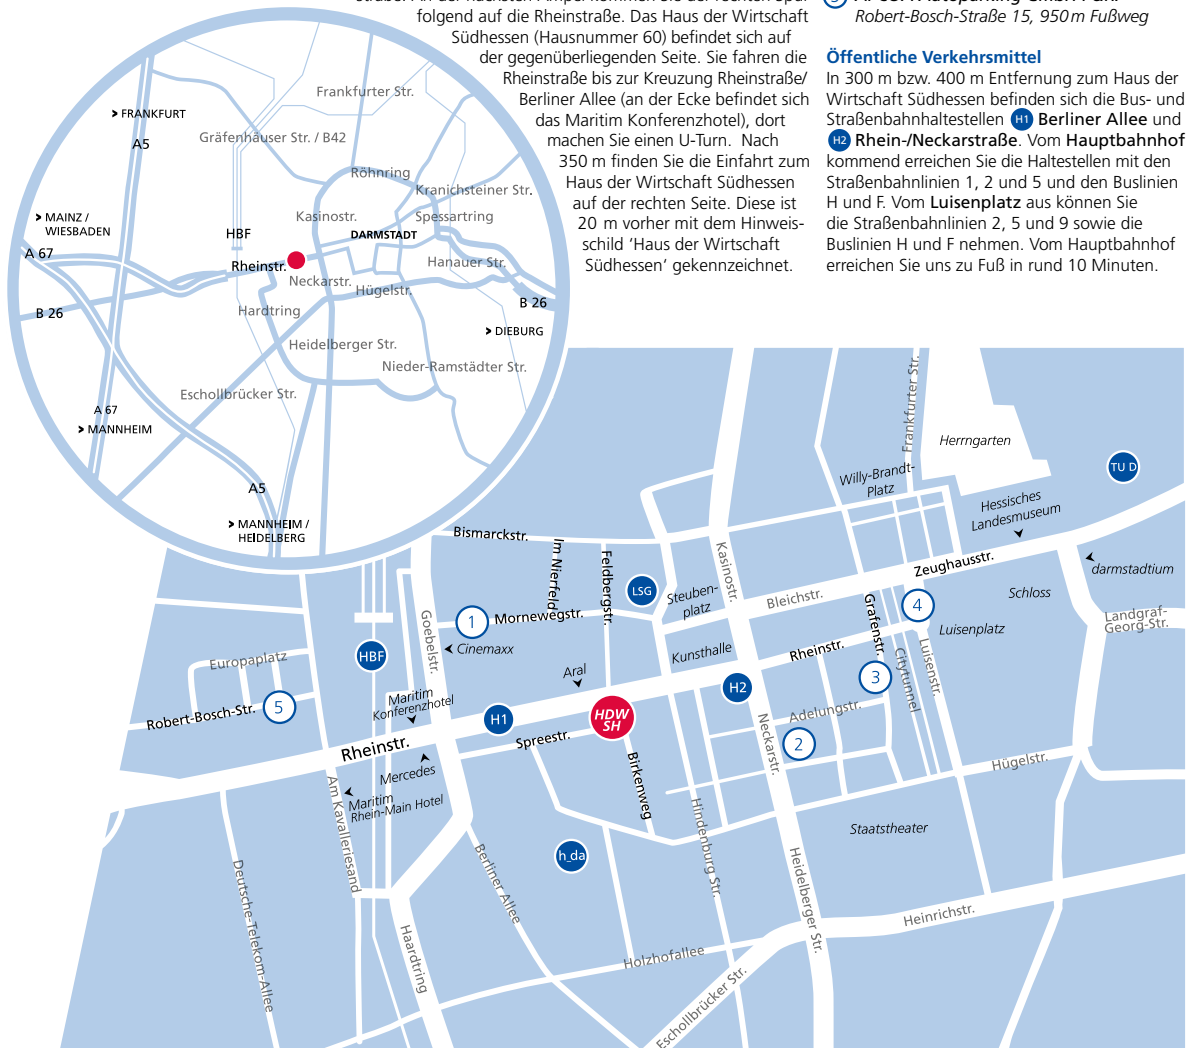 folgend auf die Rheinstraße. Das Haus der Wirtschaft
Südhessen (Hausnummer 60) befindet sich auf
der gegenüberliegenden Seite. Sie fahren die
Rheinstraße bis zur Kreuzung Rheinstraße/
Berliner Allee (an der Ecke befindet sich
das Maritim Konferenzhotel), dort
machen Sie einen U-Turn. Nach
350 m finden Sie die Einfahrt zum
Haus der Wirtschaft Südhessen
auf der rechten Seite. Diese ist
20 m vorher mit dem Hinweis-
schild ‘Haus der Wirtschaft
Südhessen’ gekennzeichnet.
Robert-Bosch-Straße 15, 950 m Fußweg
Öffentliche Verkehrsmittel
In 300 m bzw. 400 m Entfernung zum Haus der
Wirtschaft Südhessen befinden sich die Bus- und
Straßenbahnhaltestellen H1 Berliner Allee und
H2 Rhein-/Neckarstraße. Vom Hauptbahnhof
kommend erreichen Sie die Haltestellen mit den
Straßenbahnlinien 1, 2 und 5 und den Buslinien
H und F. Vom Luisenplatz aus können Sie
die Straßenbahnlinien 2, 5 und 9 sowie die
Buslinien H und F nehmen. Vom Hauptbahnhof
erreichen Sie uns zu Fuß in rund 10 Minuten.
Frankfurter Str.
> FRANKFURT
A5
Gräfenhäuser Str. / B42
Röhnring
Kranichsteiner Str.
> MAINZ /
WIESBADEN
Kasinostr.
Spessartring
HBF
DARMSTADT
A 67
Rheinstr.
Hanauer Str.
Neckarstr.
Hügelstr.
B 26
Hardtring
B 26
> DIEBURG
Heidelberger Str.
Nieder-Ramstädter Str.
Eschollbrücker Str.
A 67
> MANNHEIM
A5
> MANNHEIM /
HEIDELBERG
Frankfurter Str.
Herrngarten
TU D
Willy-Brandt-
Platz
Hessisches
Landesmuseum
Bismarckstr.
Im Nierfeld
Feldbergstr.
Kasinostr.
Zeughausstr.
darmstadtium
LSG
Steuben-
platz
Bleichstr.
Grafenstr.
4
Schloss
Landgraf-
Georg-Str.
1
Mornewegstr.
Goebelstr.
Cinemaxx
Luisenplatz
Rheinstr.
Kunsthalle
Citytunnel
Luisenstr.
HBF
Europaplatz
Aral
3
H2
Maritim
Konferenzhotel
5
Robert-Bosch-Str.
H1
HDW
SH
Adelungstr.
Neckarstr.
2
Rheinstr.
Spreestr.
Birkenweg
Hügelstr.
Mercedes
Maritim
Rhein-Main Hotel
Am Kavalleriesand
Hindenburg Str.
Staatstheater
h_da
Berliner Allee
Heidelberger Str.
Deutsche-Telekom-Allee
Heinrichstr.
Haardtring
Holzhofallee
Eschollbrücker Str.